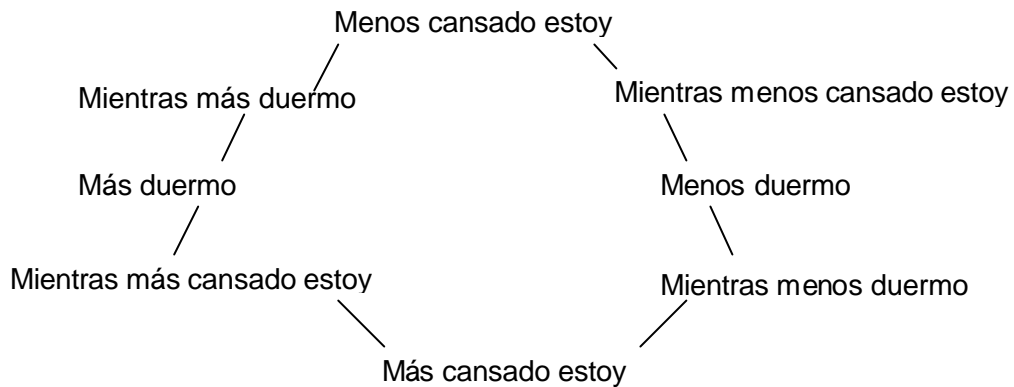 Menos cansado estoy
Mientras más duermo
Mientras menos cansado estoy
Más duermo
Menos duermo
Mientras más cansado estoy
Mientras menos duermo
Más cansado estoy